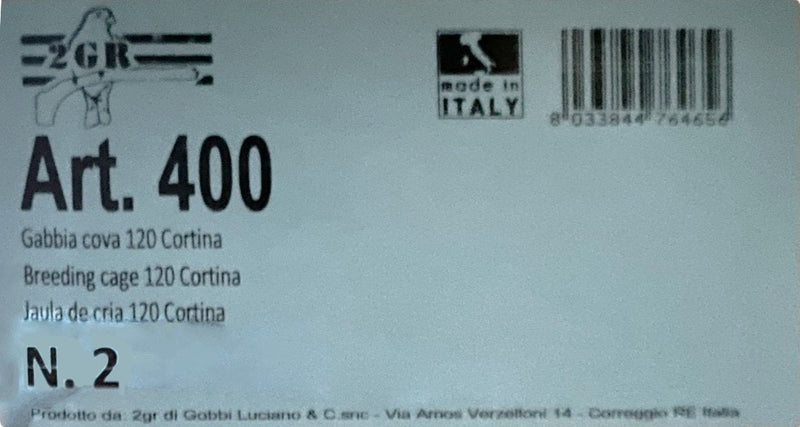 2GR
made in
ITALY
8 033844 764656
Art. 400
Gabbia cova 120 Cortina
Breeding cage 120 Cortina
Jaula de cria 120 Cortina
N. 2
Prodotto da: 2gr di Gobbi Luciano & C.snc - Via Amos Verzelloni 14 - Correggio RE Italia